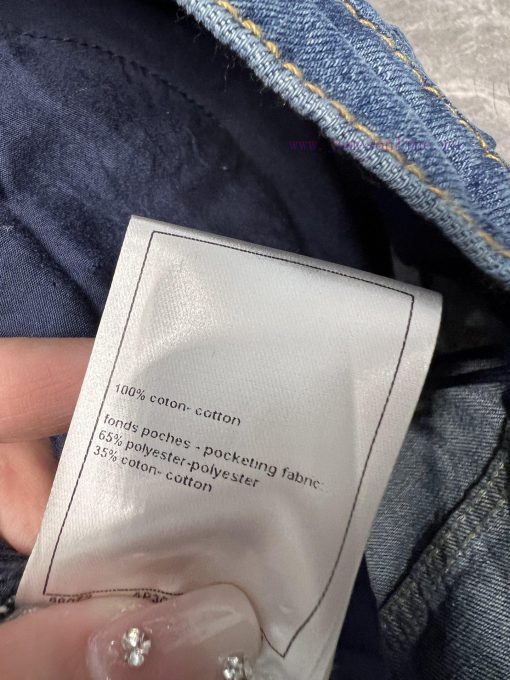 100% coton- cotton
fonds poches - pocketing fabric:
65% polyester-polyester
35% coton- cotton